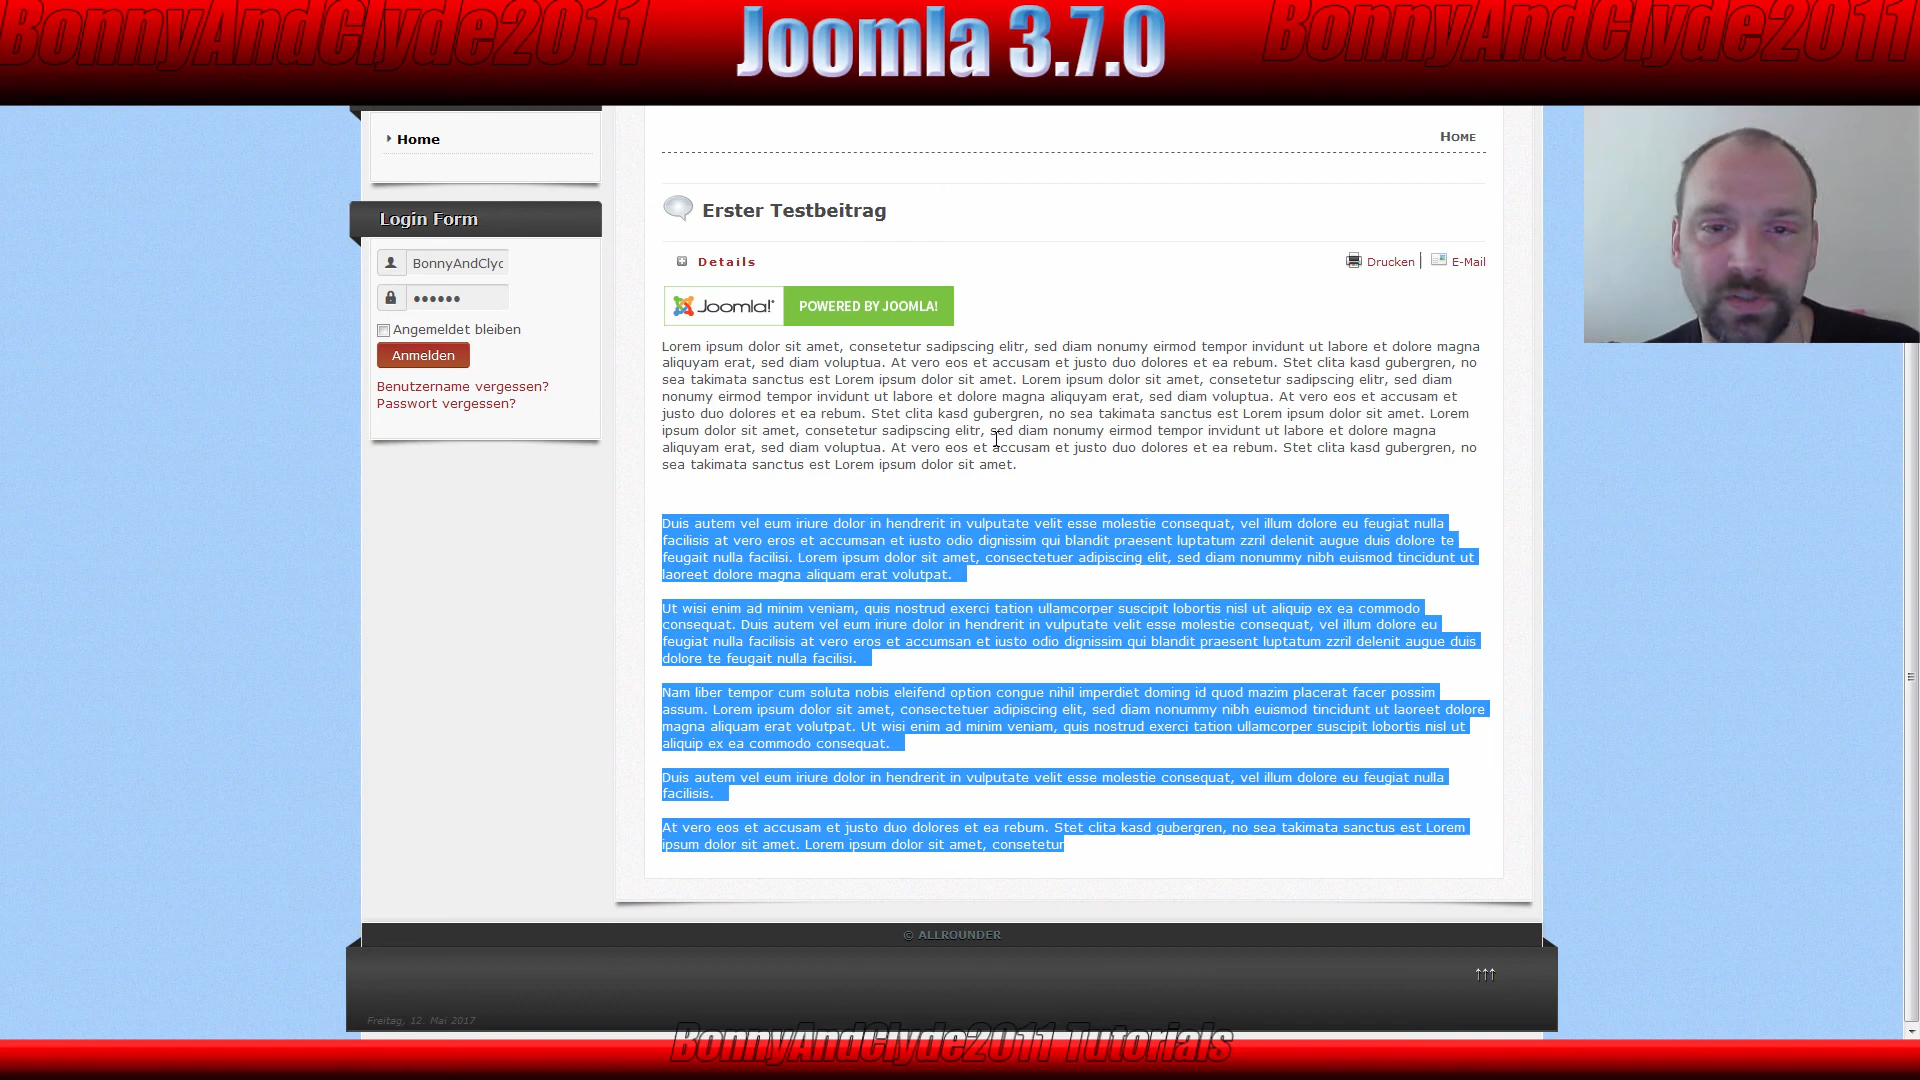 BonnyAndClyde2011
Joomla 3.7.0
BonnyAndClyde2011
Home
Login Form
BonnyAndClyc
Angemeldet bleiben
Anmelden
Benutzername vergessen?
Passwort vergessen?
Home
Erster Testbeitrag
Details
Drucken
E-Mail
Joomla!
POWERED BY JOOMLA!
Lorem ipsum dolor sit amet, consetetur sadipscing elitr, sed diam nonumy eirmod tempor invidunt ut labore et dolore magna
aliquyam erat, sed diam voluptua. At vero eos et accusam et justo duo dolores et ea rebum. Stet clita kasd gubergren, no
sea takimata sanctus est Lorem ipsum dolor sit amet. Lorem ipsum dolor sit amet, consetetur sadipscing elitr, sed diam
nonumy eirmod tempor invidunt ut labore et dolore magna aliquyam erat, sed diam voluptua. At vero eos et accusam et
justo duo dolores et ea rebum. Stet clita kasd gubergren, no sea takimata sanctus est Lorem ipsum dolor sit amet. Lorem
ipsum dolor sit amet, consetetur sadipscing elitr, sed diam nonumy eirmod tempor invidunt ut labore et dolore magna
aliquyam erat, sed diam voluptua. At vero eos et accusam et justo duo dolores et ea rebum. Stet clita kasd gubergren, no
sea takimata sanctus est Lorem ipsum dolor sit amet.
Duis autem vel eum iriure dolor in hendrerit in vulputate velit esse molestie consequat, vel illum dolore eu feugiat nulla
facilisis at vero eros et accumsan et iusto odio dignissim qui blandit praesent luptatum zzril delenit augue duis dolore te
feugait nulla facilisi. Lorem ipsum dolor sit amet, consectetuer adipiscing elit, sed diam nonummy nibh euismod tincidunt ut
laoreet dolore magna aliquam erat volutpat.
Ut wisi enim ad minim veniam, quis nostrud exerci tation ullamcorper suscipit lobortis nisl ut aliquip ex ea commodo
consequat. Duis autem vel eum iriure dolor in hendrerit in vulputate velit esse molestie consequat, vel illum dolore eu
feugiat nulla facilisis at vero eros et accumsan et iusto odio dignissim qui blandit praesent luptatum zzril delenit augue duis
dolore te feugait nulla facilisi.
Nam liber tempor cum soluta nobis eleifend option congue nihil imperdiet doming id quod mazim placerat facer possim
assum. Lorem ipsum dolor sit amet, consectetuer adipiscing elit, sed diam nonummy nibh euismod tincidunt ut laoreet dolore
magna aliquam erat volutpat. Ut wisi enim ad minim veniam, quis nostrud exerci tation ullamcorper suscipit lobortis nisl ut
aliquip ex ea commodo consequat.
Duis autem vel eum iriure dolor in hendrerit in vulputate velit esse molestie consequat, vel illum dolore eu feugiat nulla
facilisis.
At vero eos et accusam et justo duo dolores et ea rebum. Stet clita kasd gubergren, no sea takimata sanctus est Lorem
ipsum dolor sit amet. Lorem ipsum dolor sit amet, consetetur
© ALLROUNDER
↑↑↑
Freitag, 12. Mai 2017
BonnyAndClyde2011 Tutorials